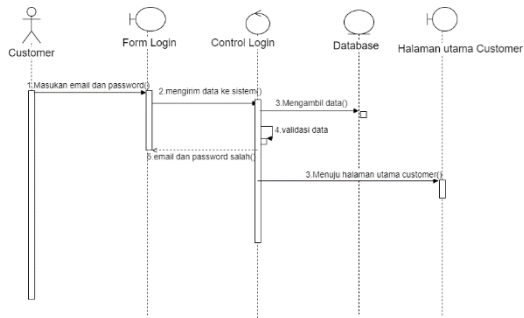 Customer
Form Login
Control Login
Database
Halaman utama Customer
1.Masukan email dan password()
2.mengirm data ke sistem()
3.Mengambil data()
4.validasi data
5.email dan password salah()
3.Menuju halaman utama customer()